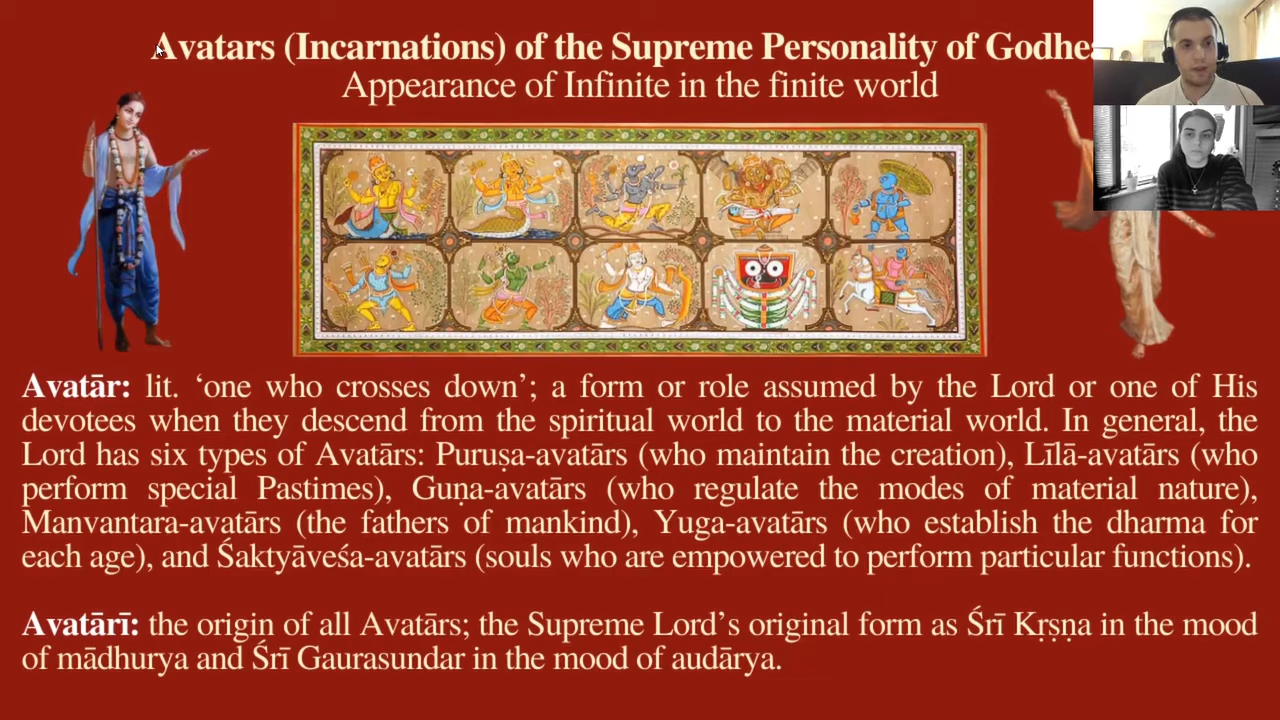 Avatars (Incarnations) of the Supreme Personality of
Appearance of Infinite in the finite world
Avatār: lit. ‘one who crosses down’; a form or role assumed by the Lord or one of His
devotees when they descend from the spiritual world to the material world. In general, the
Lord has six types of Avatārs: Puruṣa-avatārs (who maintain the creation), Līlā-avatārs (who
perform special Pastimes), Guṇa-avatārs (who regulate the modes of material nature),
Manvantara-avatārs (the fathers of mankind), Yuga-avatārs (who establish the dharma for
each age), and Śaktyāveśa-avatārs (souls who are empowered to perform particular functions).
Avatārī: the origin of all Avatārs; the Supreme Lord’s original form as Śrī Kṛṣṇa in the mood
of mādhurya and Śrī Gaurasundar in the mood of audārya.